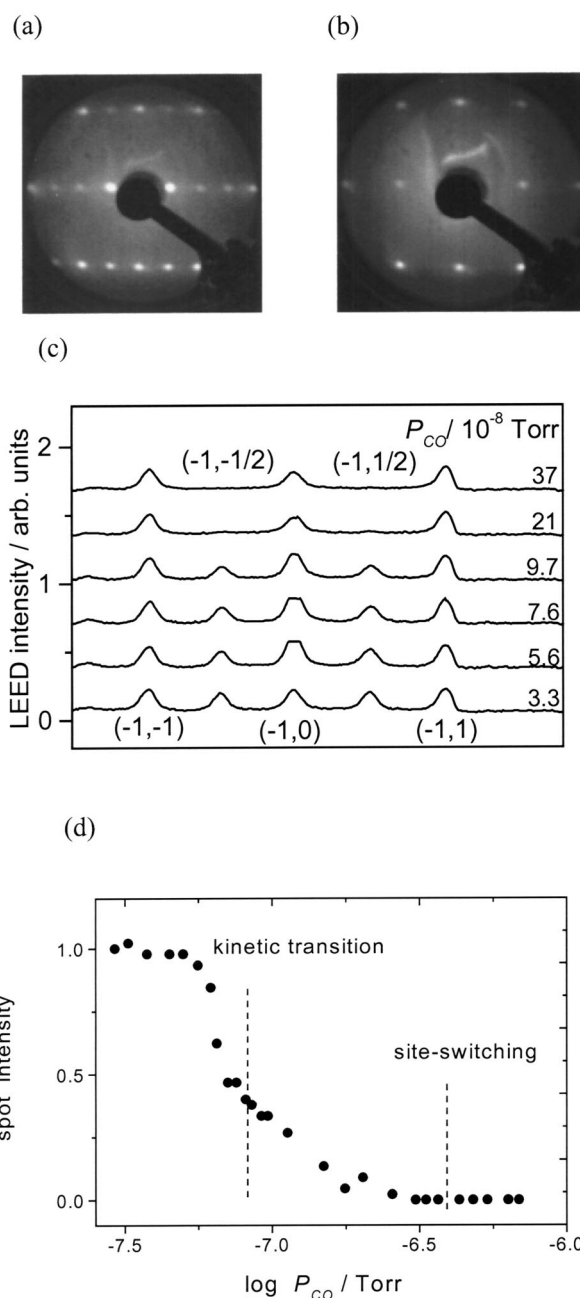 (a)
(b)
(c)
LEED intensity / arb. units
2
1
0
P_CO / 10^-8 Torr
(-1,-1/2) (-1,1/2)
37
21
9.7
7.6
5.6
3.3
(-1,-1) (-1,0) (-1,1)
(d)
spot intensity
1.0
0.5
0.0
kinetic transition
site-switching
-7.5 -7.0 -6.5 -6.0
log P_CO / Torr